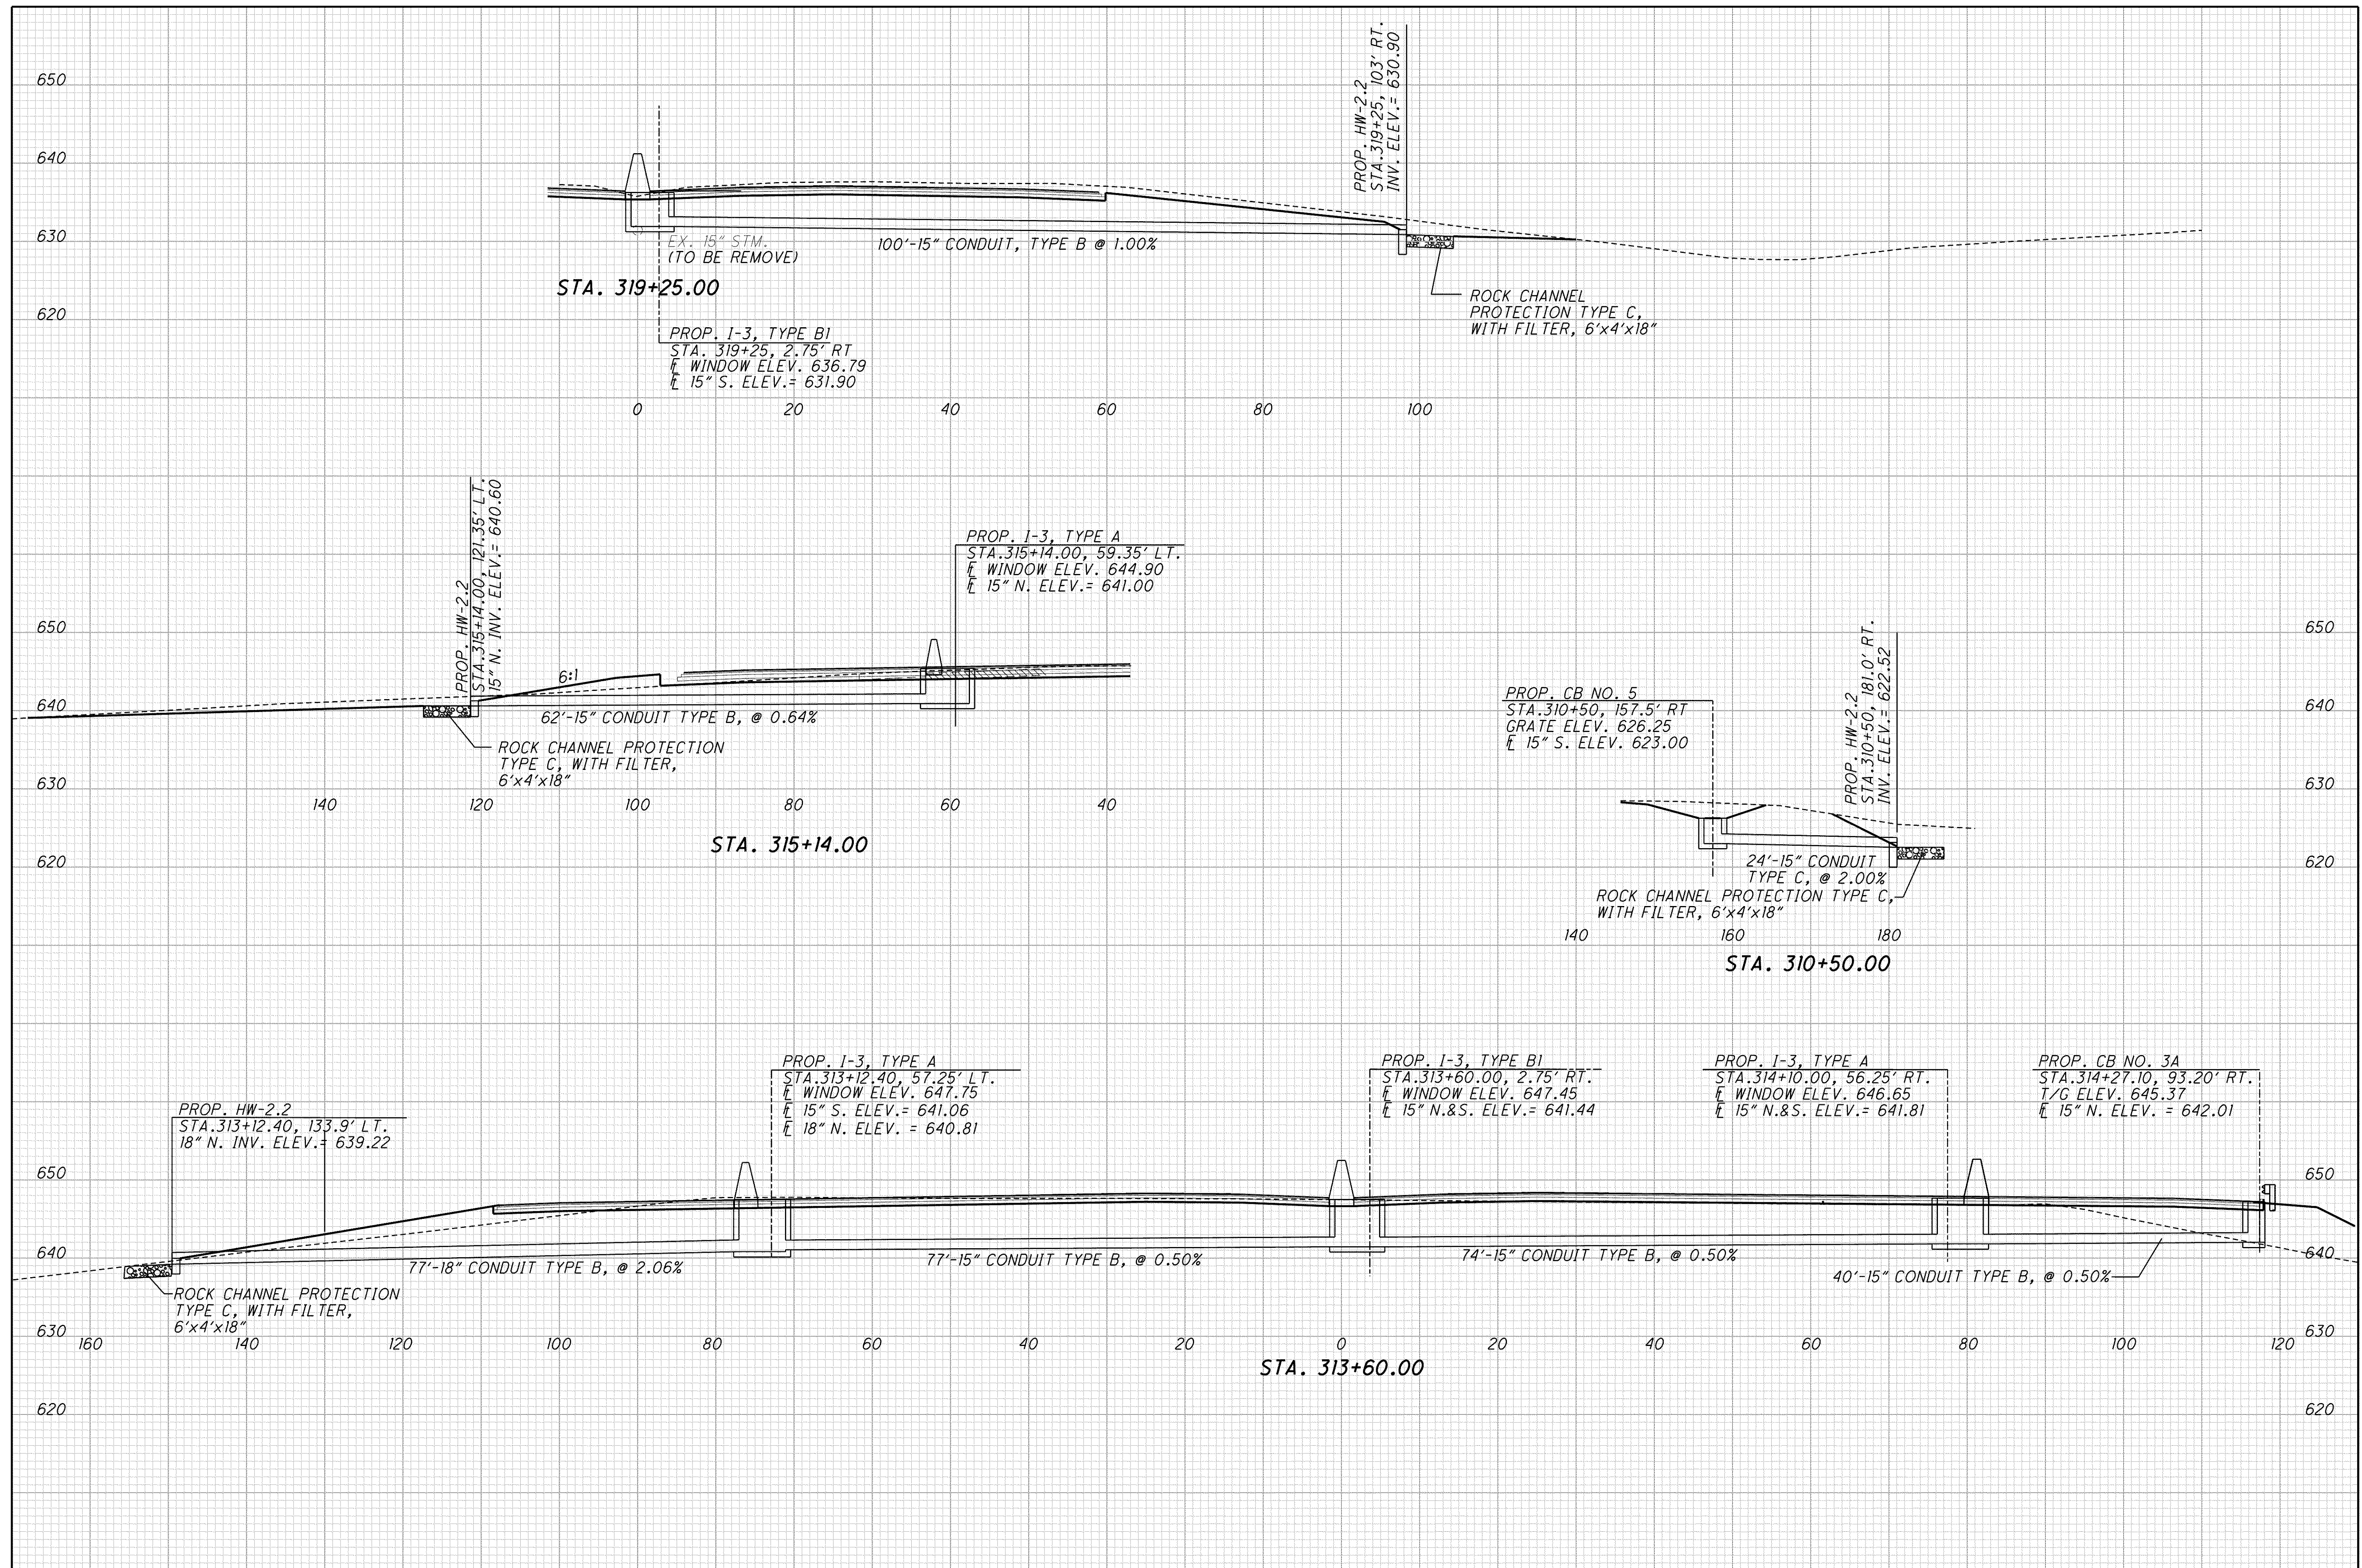 650
640
630
620
PROP. HW-2.2
STA.319+25, 103' RT.
INV. ELEV.= 630.90
EX. 15" STM.
(TO BE REMOVE)
100'-15" CONDUIT, TYPE B @ 1.00%
STA. 319+25.00
ROCK CHANNEL
PROTECTION TYPE C,
WITH FILTER, 6'x4'x18"
PROP. I-3, TYPE B1
STA. 319+25, 2.75' RT
℄ WINDOW ELEV. 636.79
℄ 15" S. ELEV.= 631.90
0 20 40 60 80 100
650
640
630
PROP. HW-2.2
STA.315+14.00, 121.35' LT.
15" N. INV. ELEV.= 640.60
PROP. I-3, TYPE A
STA.315+14.00, 59.35' LT.
℄ WINDOW ELEV. 644.90
℄ 15" N. ELEV.= 641.00
6:1
62'-15" CONDUIT TYPE B, @ 0.64%
ROCK CHANNEL PROTECTION
TYPE C, WITH FILTER,
6'x4'x18"
140 120 100 80 60 40
STA. 315+14.00
650
640
630
620
PROP. CB NO. 5
STA.310+50, 157.5' RT
GRATE ELEV. 626.25
℄ 15" S. ELEV. 623.00
PROP. HW-2.2
STA.310+50, 181.0' RT.
INV. ELEV.= 622.52
24'-15" CONDUIT
TYPE C, @ 2.00%
ROCK CHANNEL PROTECTION TYPE C,
WITH FILTER, 6'x4'x18"
140 160 180
STA. 310+50.00
PROP. HW-2.2
STA.313+12.40, 133.9' LT.
18" N. INV. ELEV.= 639.22
PROP. I-3, TYPE A
STA.313+12.40, 57.25' LT.
℄ WINDOW ELEV. 647.75
℄ 15" S. ELEV.= 641.06
℄ 18" N. ELEV. = 640.81
PROP. I-3, TYPE B1
STA.313+60.00, 2.75' RT.
℄ WINDOW ELEV. 647.45
℄ 15" N.&S. ELEV.= 641.44
PROP. I-3, TYPE A
STA.314+10.00, 56.25' RT.
℄ WINDOW ELEV. 646.65
℄ 15" N.&S. ELEV.= 641.81
PROP. CB NO. 3A
STA.314+27.10, 93.20' RT.
T/G ELEV. 645.37
℄ 15" N. ELEV. = 642.01
650 650
640 640
77'-18" CONDUIT TYPE B, @ 2.06%
77'-15" CONDUIT TYPE B, @ 0.50%
74'-15" CONDUIT TYPE B, @ 0.50%
40'-15" CONDUIT TYPE B, @ 0.50%
ROCK CHANNEL PROTECTION
TYPE C, WITH FILTER,
6'x4'x18"
630 630
160 140 120 100 80 60 40 20 0 20 40 60 80 100 120
STA. 313+60.00
620 620